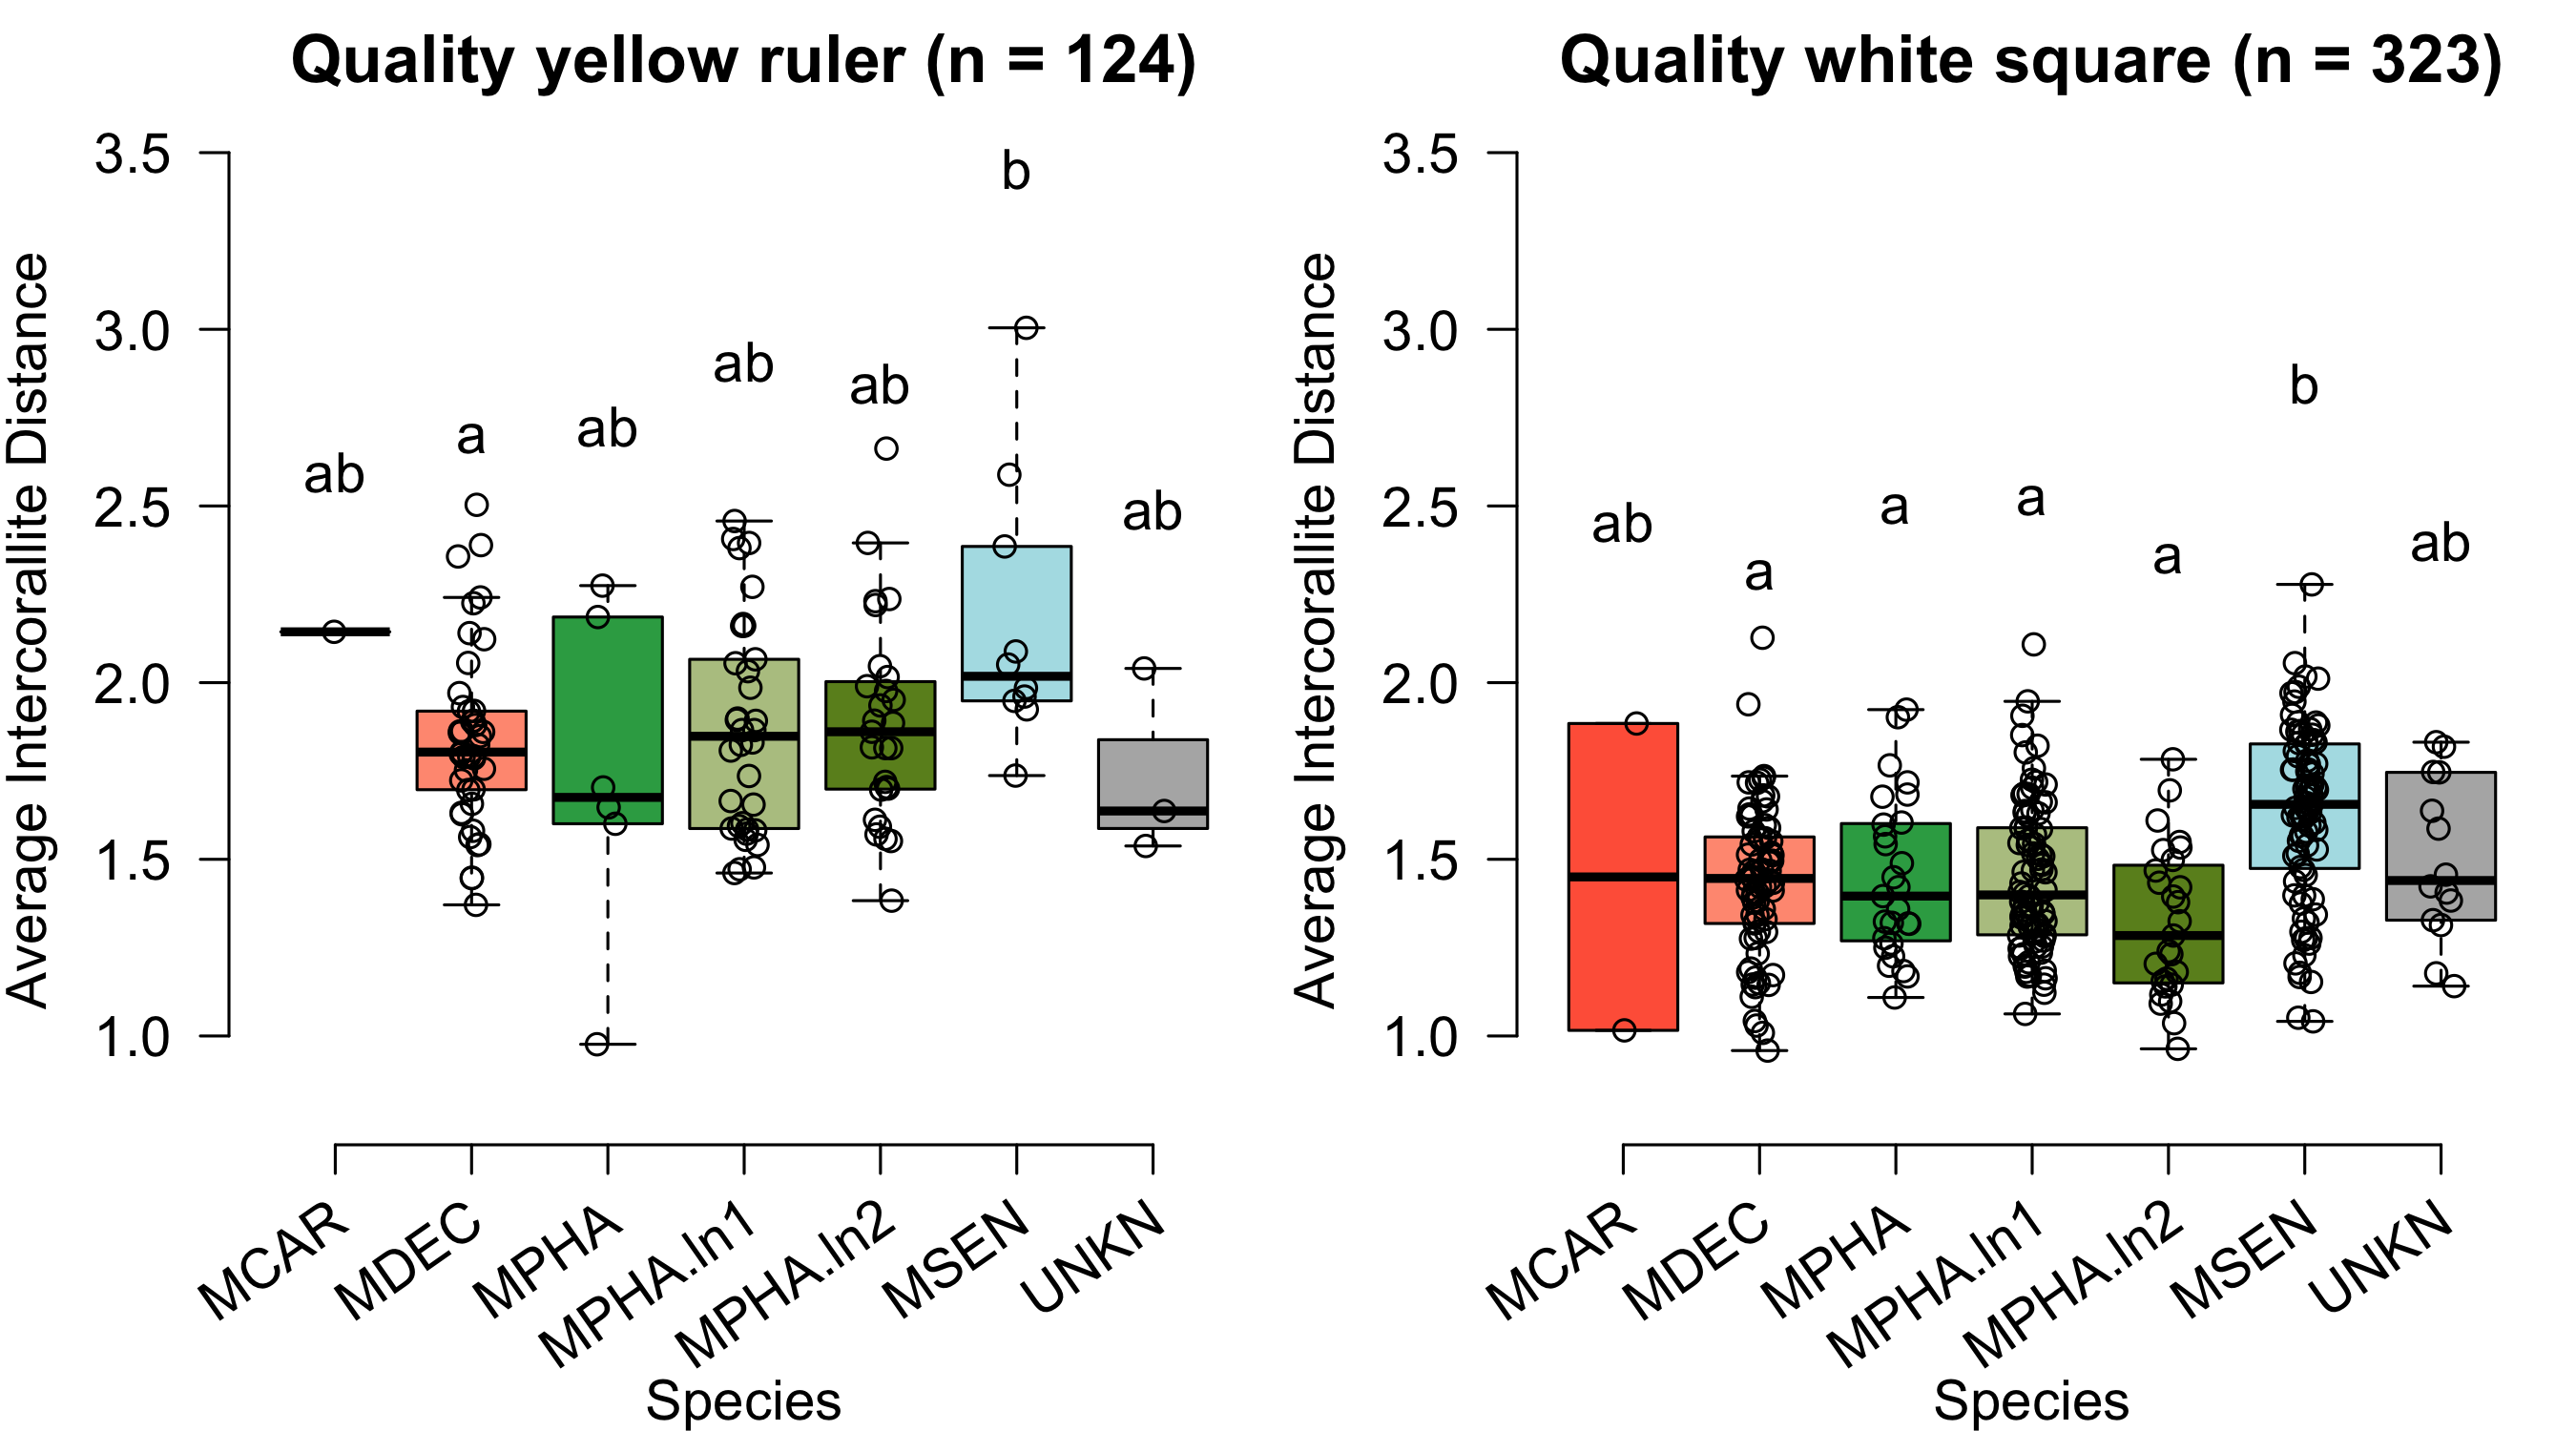 Quality yellow ruler (n = 124)
Average Intercorallite Distance
3.5
3.0
2.5
2.0
1.5
1.0
ab
a
ab
ab
ab
b
ab
MCAR
MDEC
MPHA
MPHA.ln1
MPHA.ln2
MSEN
UNKN
Species
Quality white square (n = 323)
Average Intercorallite Distance
3.5
3.0
2.5
2.0
1.5
1.0
ab
a
a
a
a
b
ab
MCAR
MDEC
MPHA
MPHA.ln1
MPHA.ln2
MSEN
UNKN
Species